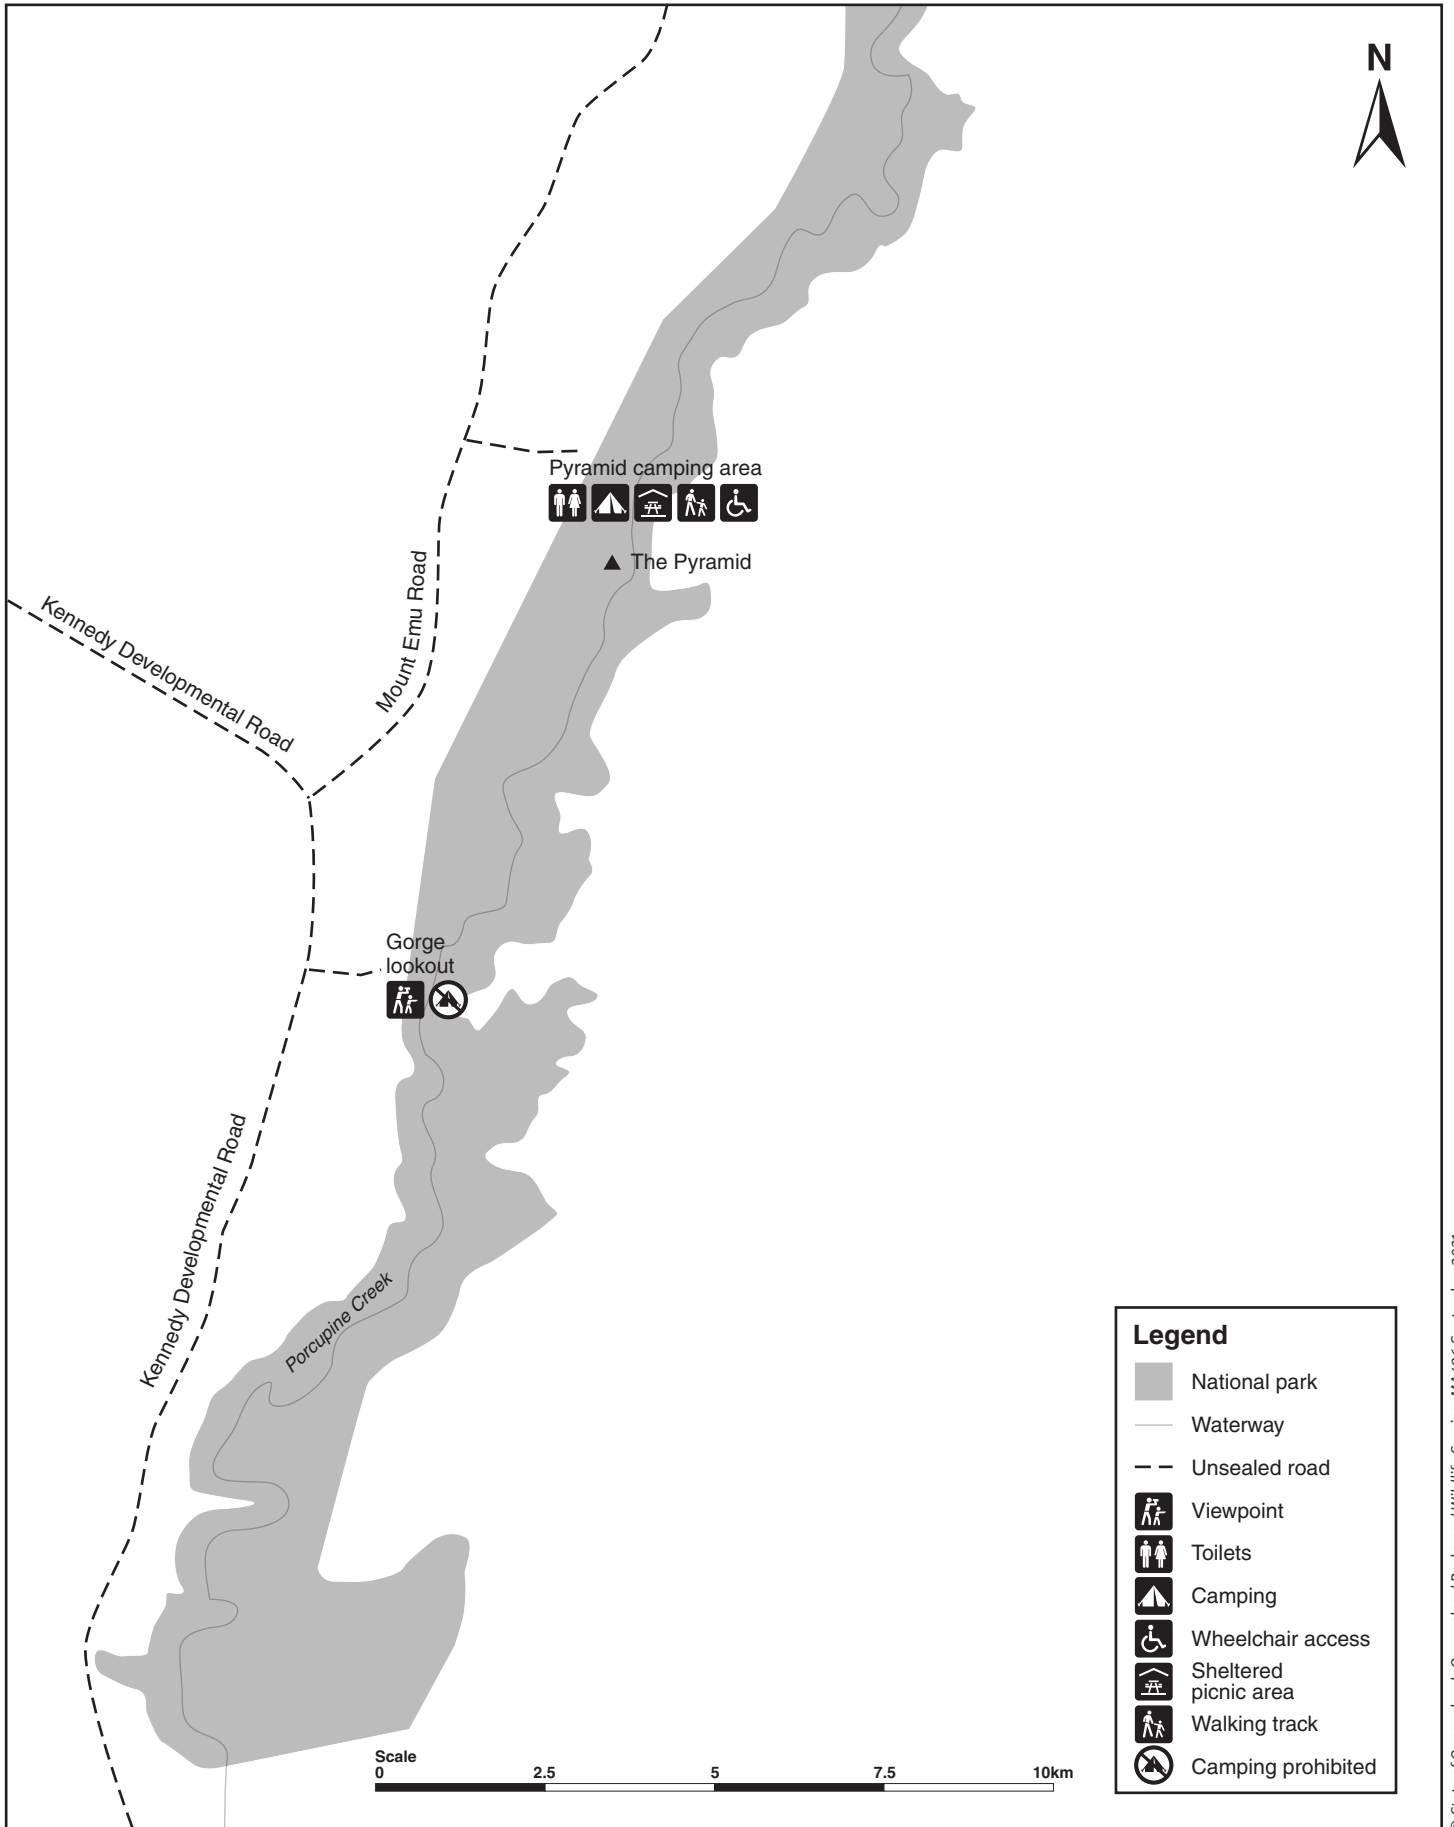 N
Pyramid camping area
The Pyramid
Mount Emu Road
Kennedy Developmental Road
Gorge
lookout
Kennedy Developmental Road
Porcupine Creek
Legend
National park
Waterway
Unsealed road
Viewpoint
Toilets
Camping
Wheelchair access
Sheltered
picnic area
Walking track
Camping prohibited
Scale
0 2.5 5 7.5 10km